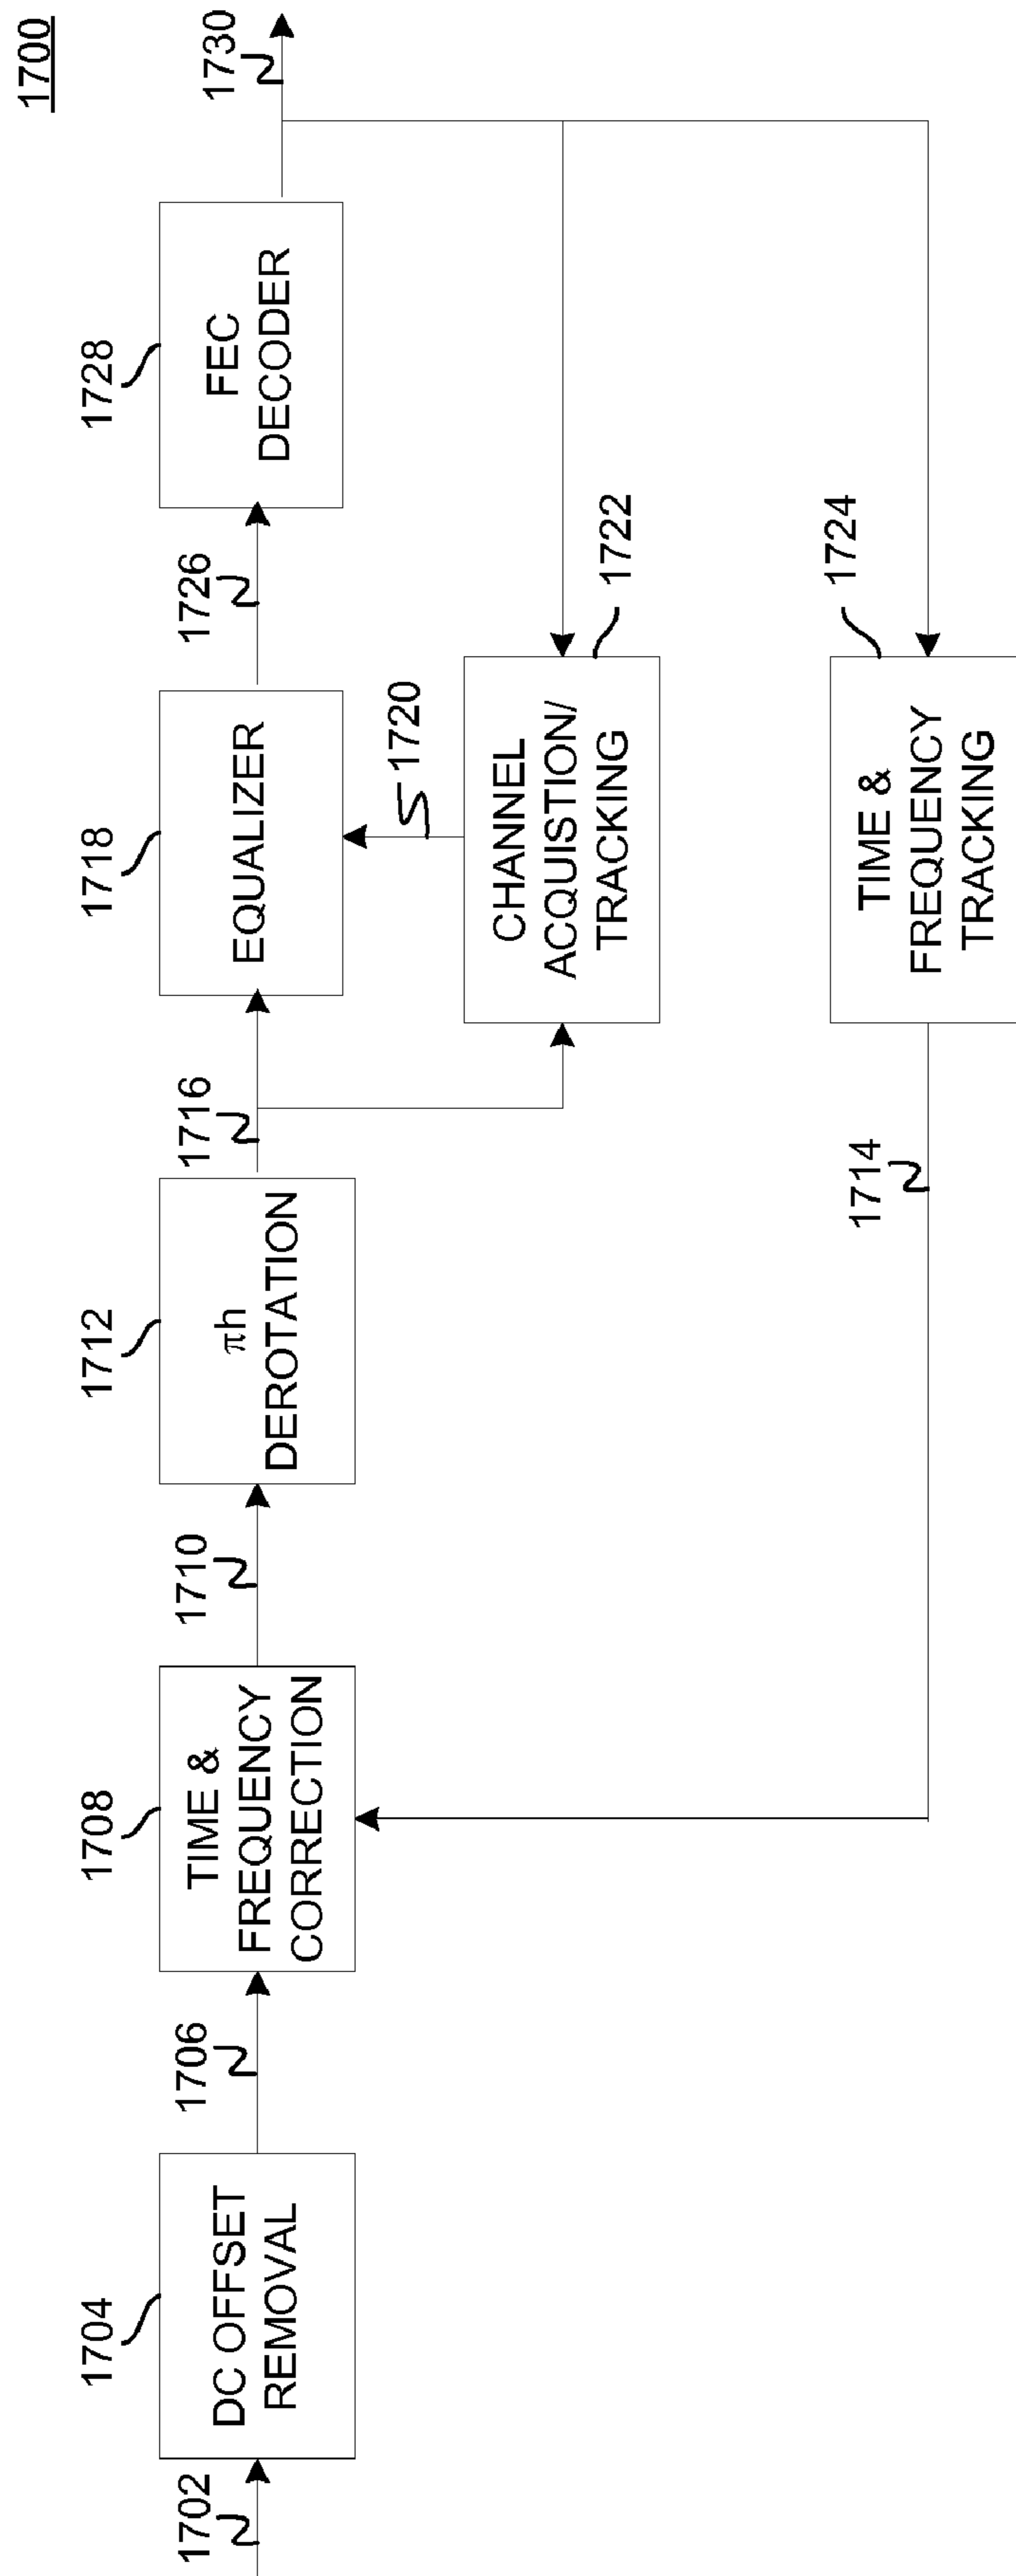 1700
1702
1704
DC OFFSET
REMOVAL
1706
1708
TIME &
FREQUENCY
CORRECTION
1710
1712
πh
DEROTATION
1716
1718
EQUALIZER
1726
1728
FEC
DECODER
1730
1720
CHANNEL
ACQUISTION/
TRACKING
1722
1714
TIME &
FREQUENCY
TRACKING
1724